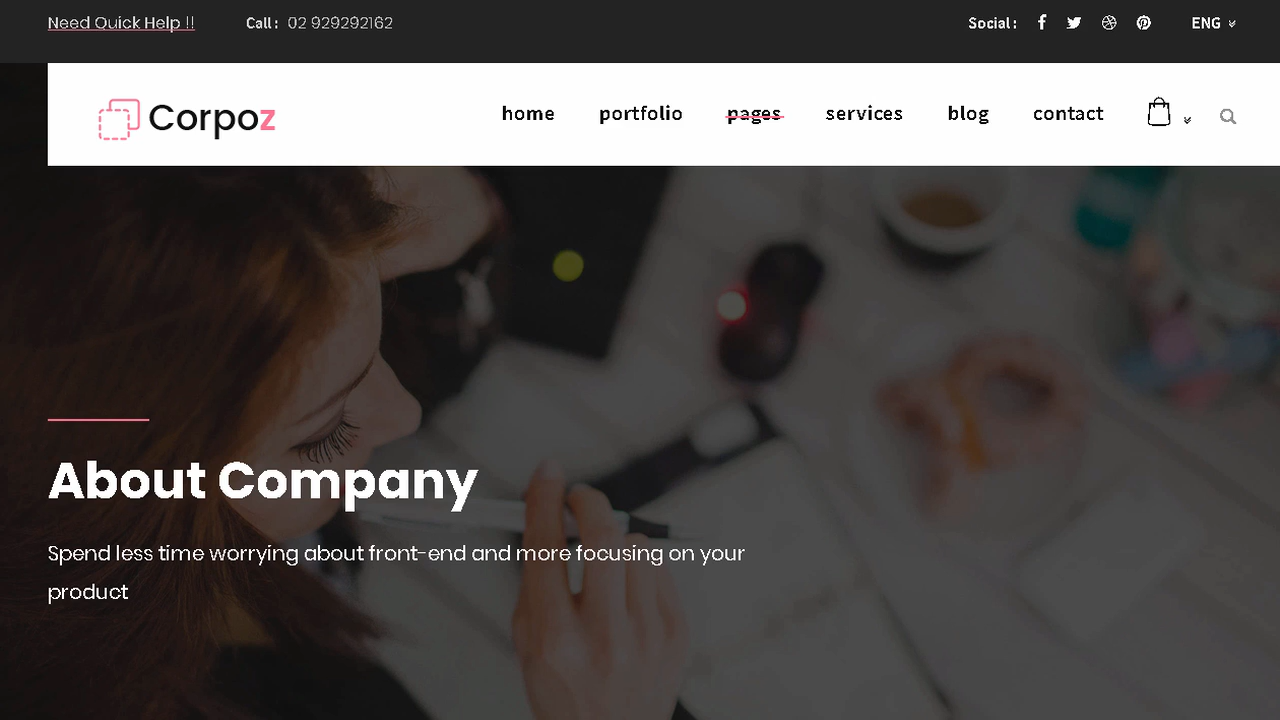 Need Quick Help !! Call : 02 929292162 Social : ENG
Corpoz home portfolio pages services blog contact
About Company
Spend less time worrying about front-end and more focusing on your
product